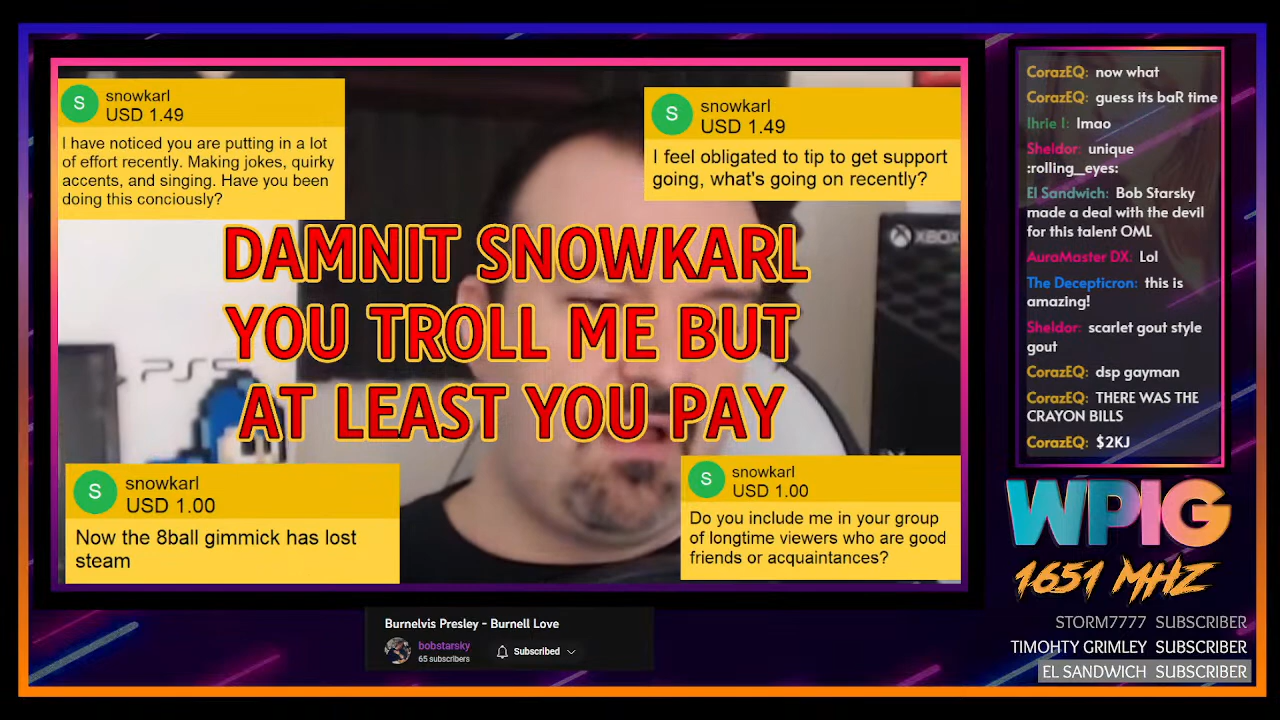 S
snowkarl
USD 1.49
I have noticed you are putting in a lot
of effort recently. Making jokes, quirky
accents, and singing. Have you been
doing this conciously?
S
snowkarl
USD 1.49
I feel obligated to tip to get support
going, what's going on recently?
DAMNIT SNOWKARL
YOU TROLL ME BUT
AT LEAST YOU PAY
XBOX
PS5
S
snowkarl
USD 1.00
Now the 8ball gimmick has lost
steam
S
snowkarl
USD 1.00
Do you include me in your group
of longtime viewers who are good
friends or acquaintances?
Burnelvis Presley - Burnell Love
bobstarsky
65 subscribers
Subscribed
CorazEQ: now what
CorazEQ: guess its baR time
Ihrie I: lmao
Sheldor: unique
:rolling_eyes:
El Sandwich: Bob Starsky
made a deal with the devil
for this talent OML
AuraMaster DX: Lol
The Decepticron: this is
amazing!
Sheldor: scarlet gout style
gout
CorazEQ: dsp gayman
CorazEQ: THERE WAS THE
CRAYON BILLS
CorazEQ: $2KJ
WPIG
1651 MHZ
STORM7777 SUBSCRIBER
TIMOHTY GRIMLEY SUBSCRIBER
EL SANDWICH SUBSCRIBER